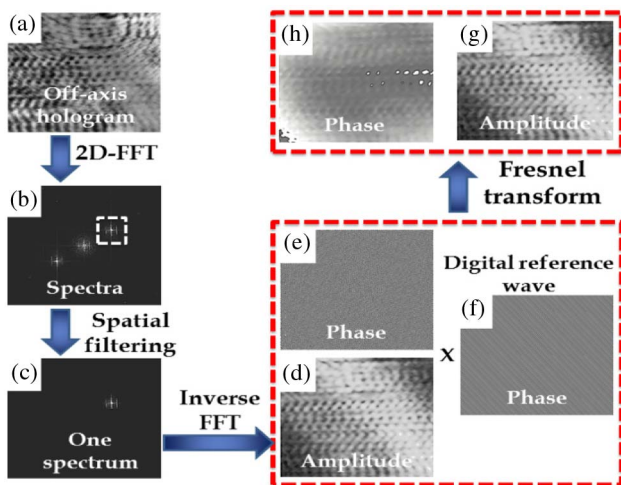 (a)
Off-axis
hologram
2D-FFT
(b)
Spectra
Spatial
filtering
(c)
One
spectrum
Inverse
FFT
(h)
Phase
(g)
Amplitude
Fresnel
transform
(e)
Phase
Digital reference
wave
(f)
Phase
X
(d)
Amplitude